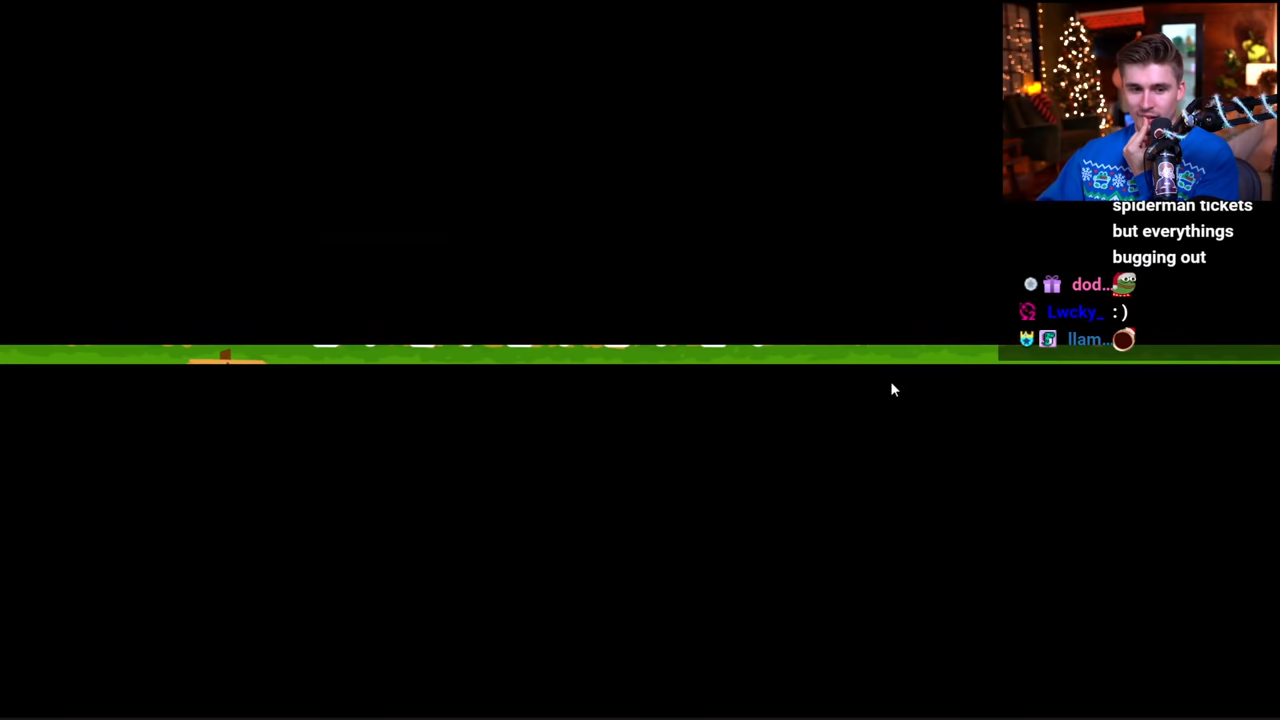 spiderman tickets
but everythings
bugging out
dod...
Lwcky_ :)
llam...